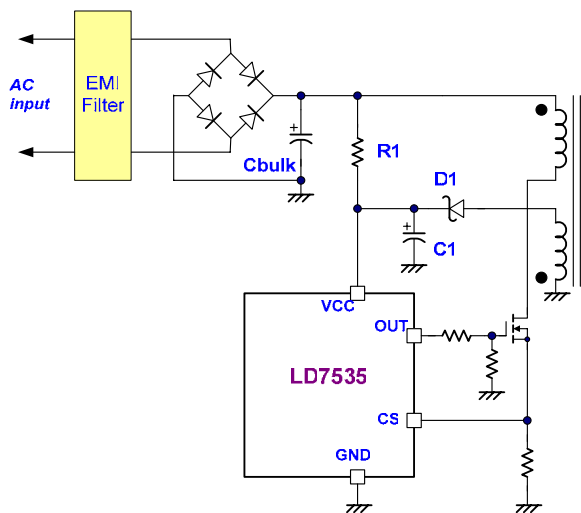 AC
input
EMI
Filter
Cbulk
R1
D1
C1
VCC
OUT
LD7535
CS
GND
+
+